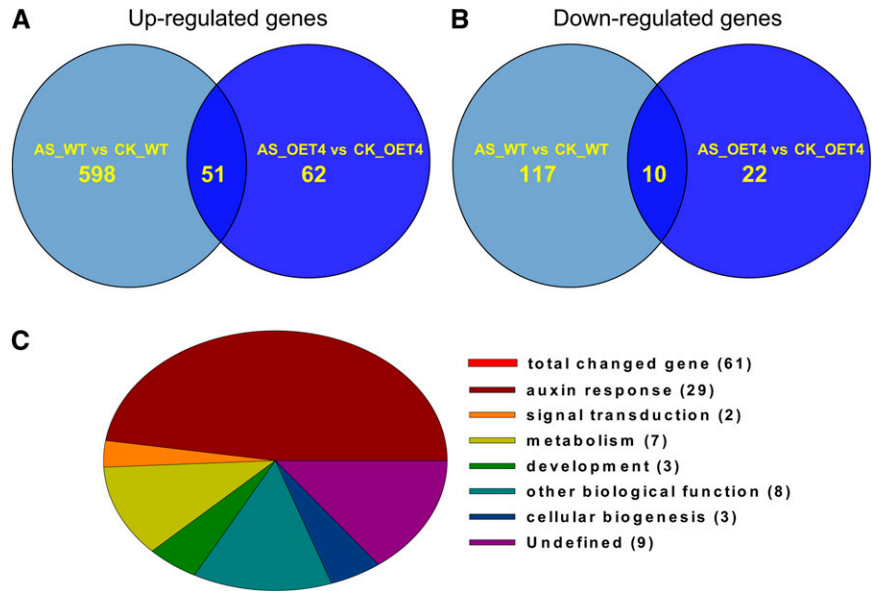 A Up-regulated genes
AS_WT vs CK_WT
598
51
AS_OET4 vs CK_OET4
62
B Down-regulated genes
AS_WT vs CK_WT
117
10
AS_OET4 vs CK_OET4
22
C
total changed gene (61)
auxin response (29)
signal transduction (2)
metabolism (7)
development (3)
other biological function (8)
cellular biogenesis (3)
Undefined (9)